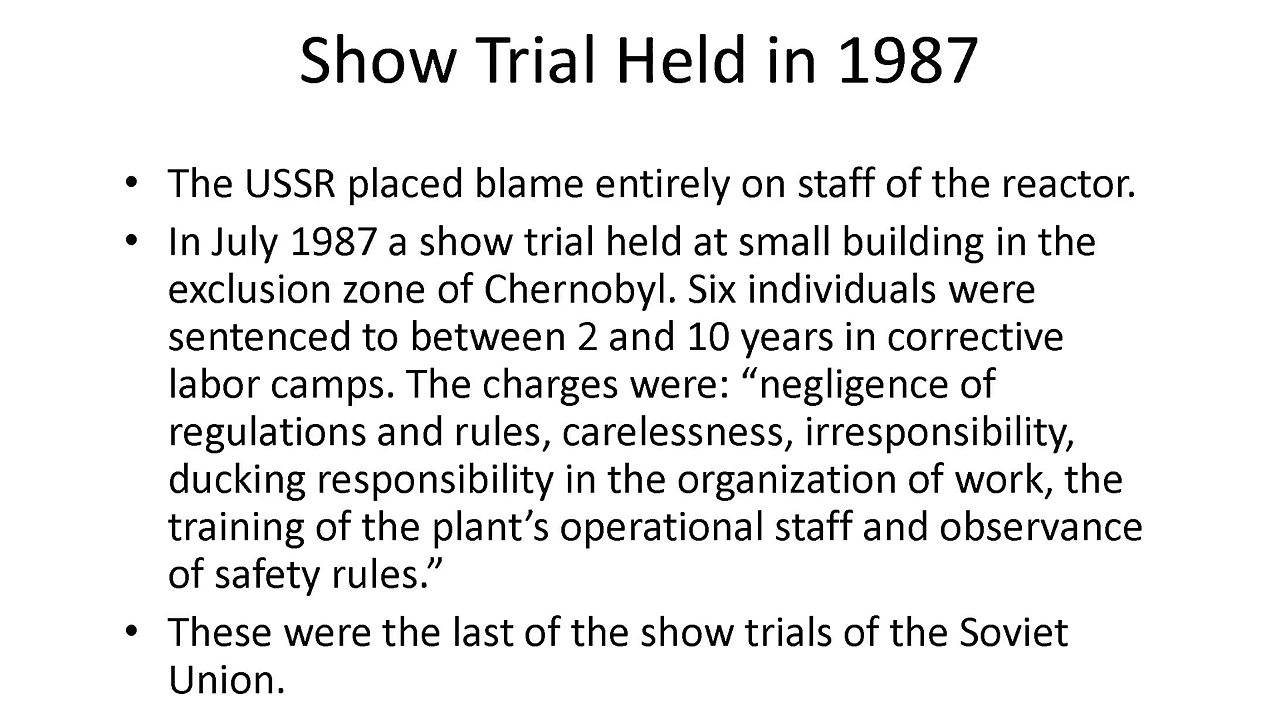 Show Trial Held in 1987
• The USSR placed blame entirely on staff of the reactor.
• In July 1987 a show trial held at small building in the
exclusion zone of Chernobyl. Six individuals were
sentenced to between 2 and 10 years in corrective
labor camps. The charges were: “negligence of
regulations and rules, carelessness, irresponsibility,
ducking responsibility in the organization of work, the
training of the plant’s operational staff and observance
of safety rules.”
• These were the last of the show trials of the Soviet
Union.